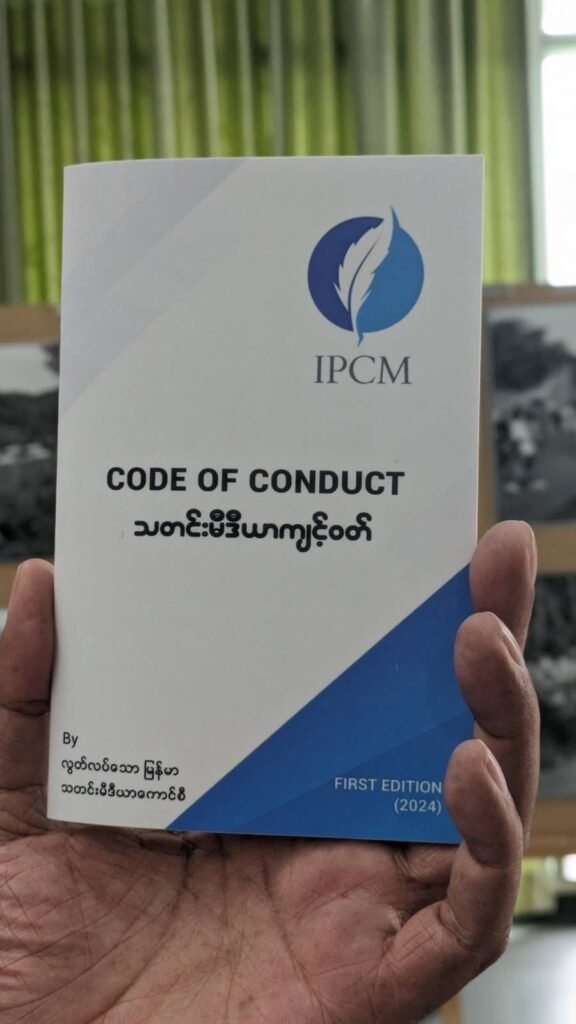 IPCM
CODE OF CONDUCT
သတင်းမီဒီယာကျင့်ဝတ်
By
လွတ်လပ်သော မြန်မာ
သတင်းမီဒီယာကောင်စီ
FIRST EDITION
(2024)